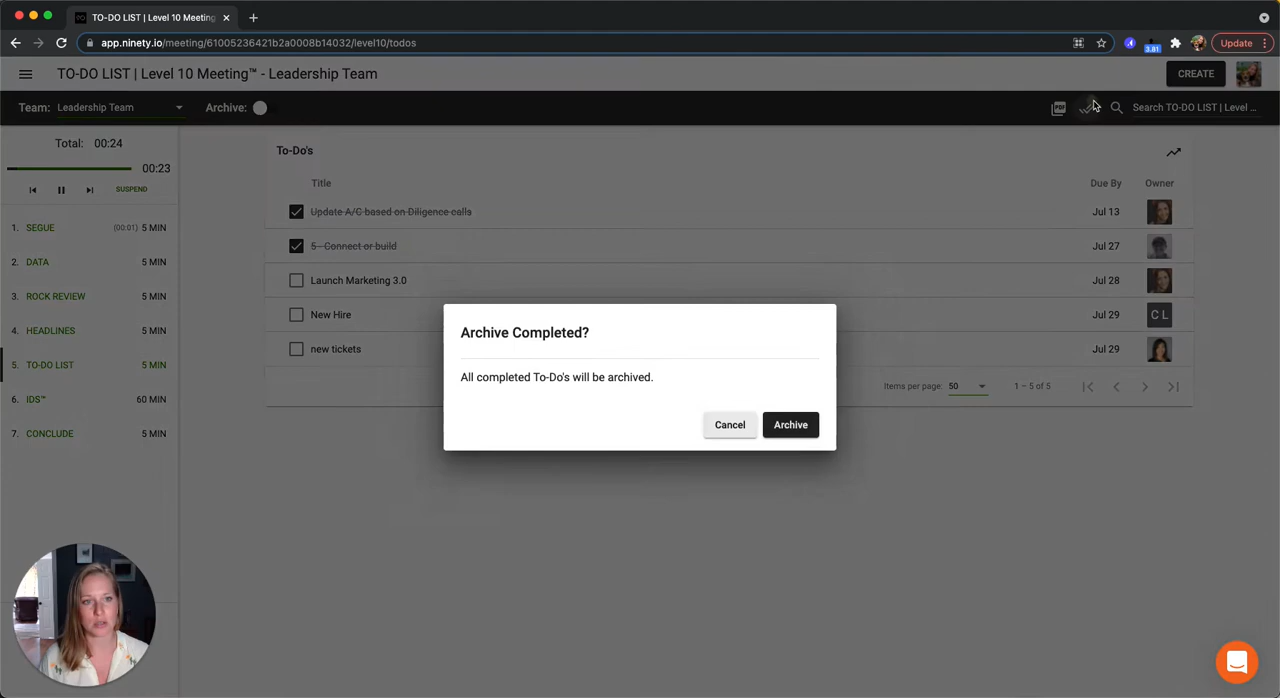 TO-DO LIST | Level 10 Meeting
app.ninety.io/meeting/61005236421b2a0008b14032/level10/todos
3.81
Update
TO-DO LIST | Level 10 Meeting™ - Leadership Team
CREATE
Team: Leadership Team
Archive:
PDF
Search TO-DO LIST | Level ...
Total: 00:24
00:23
SUSPEND
1. SEGUE (00:01) 5 MIN
2. DATA 5 MIN
3. ROCK REVIEW 5 MIN
4. HEADLINES 5 MIN
5. TO-DO LIST 5 MIN
6. IDS™ 60 MIN
7. CONCLUDE 5 MIN
To-Do's
Title Due By Owner
Update A/C based on Diligence calls Jul 13
5- Connect or build Jul 27
Launch Marketing 3.0 Jul 28
New Hire Jul 29 C L
new tickets Jul 29
Items per page: 50 1 – 5 of 5
Archive Completed?
All completed To-Do's will be archived.
Cancel Archive